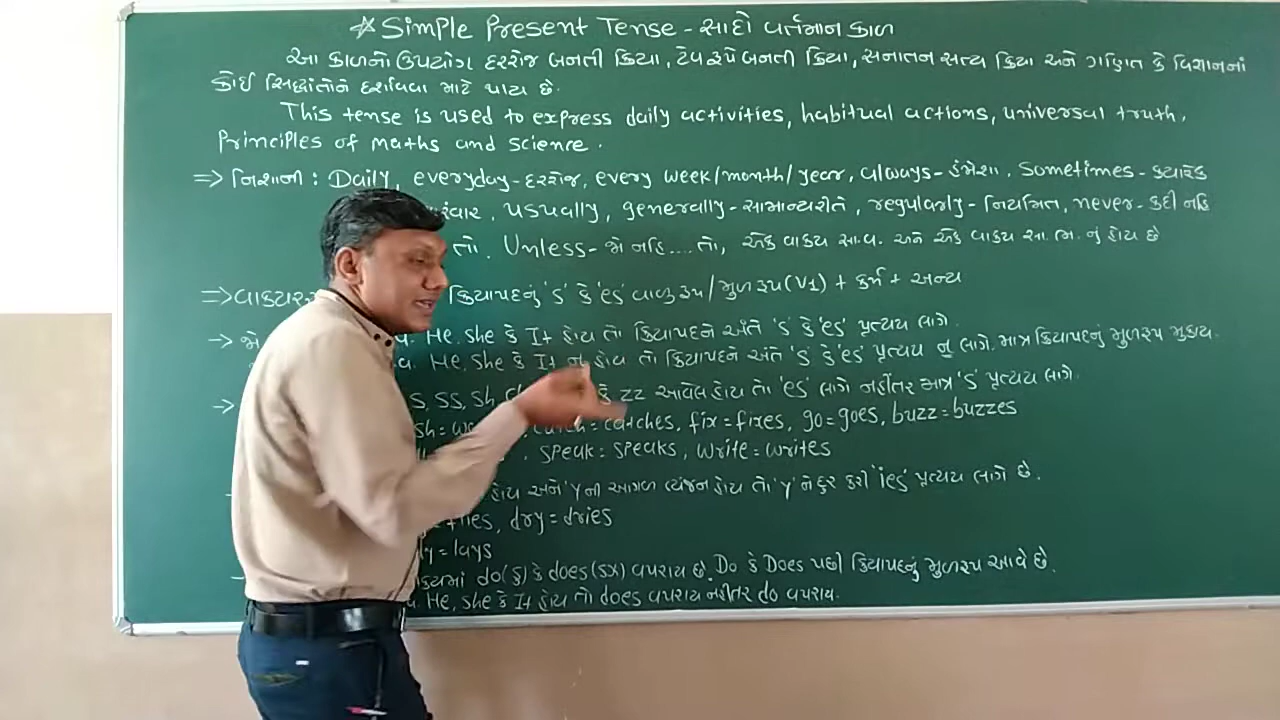 ☆ Simple Present Tense - સાદો વર્તમાન કાળ
આ કાળનો ઉપયોગ દરરોજ બનતી ક્રિયા, ટેવ રૂપે બનતી ક્રિયા, સનાતન સત્ય ક્રિયા અને ગણિત કે વિજ્ઞાનનાં
કોઈ સિદ્ધાંતોને દર્શાવવા માટે થાય છે.
This tense is used to express daily activities, habitual actions, universal truth,
Principles of maths and science.
⇒ નિશાની : Daily, everyday - દરરોજ, every week/month/year, always - હંમેશા, Sometimes - ક્યારેક
usually, generally - સામાન્યરીતે, regularly - નિયમિત, never - કદી નહિ
તો. Unless - જો નહિ....તો, એક વાક્ય સા.વ. અને એક વાક્ય સા.ભ. નું હોય છે
⇒ ક્રિયાપદનું 's' કે 'es' વાળુ રૂપ/મુળ રૂપ(V1) + કર્મ + અન્ય
→ જો He, She કે It હોય તો ક્રિયાપદને અંતે 's' કે 'es' પ્રત્યય લાગે.
He, She કે It ન હોય તો ક્રિયાપદને અંતે 's' કે 'es' પ્રત્યય ન લાગે. માત્ર ક્રિયાપદનું મુળરૂપ મુકાય.
→ S, SS, Sh, કે ZZ આવેલ હોય તો 'es' લાગે નહીંતર માત્ર 's' પ્રત્યય લાગે.
catches, fix = fixes, go = goes, buzz = buzzes
Speak = speaks, write = writes
હોય અને 'y'ની આગળ વ્યંજન હોય તો 'y' ને દુર કરી 'ies' પ્રત્યય લાગે છે.
dry = dries
= lays
do(S) કે does(Sx) વપરાય છે. Do કે Does પછી ક્રિયાપદનું મુળરૂપ આવે છે.
He, She કે It હોય તો does વપરાય નહીંતર do વપરાય.